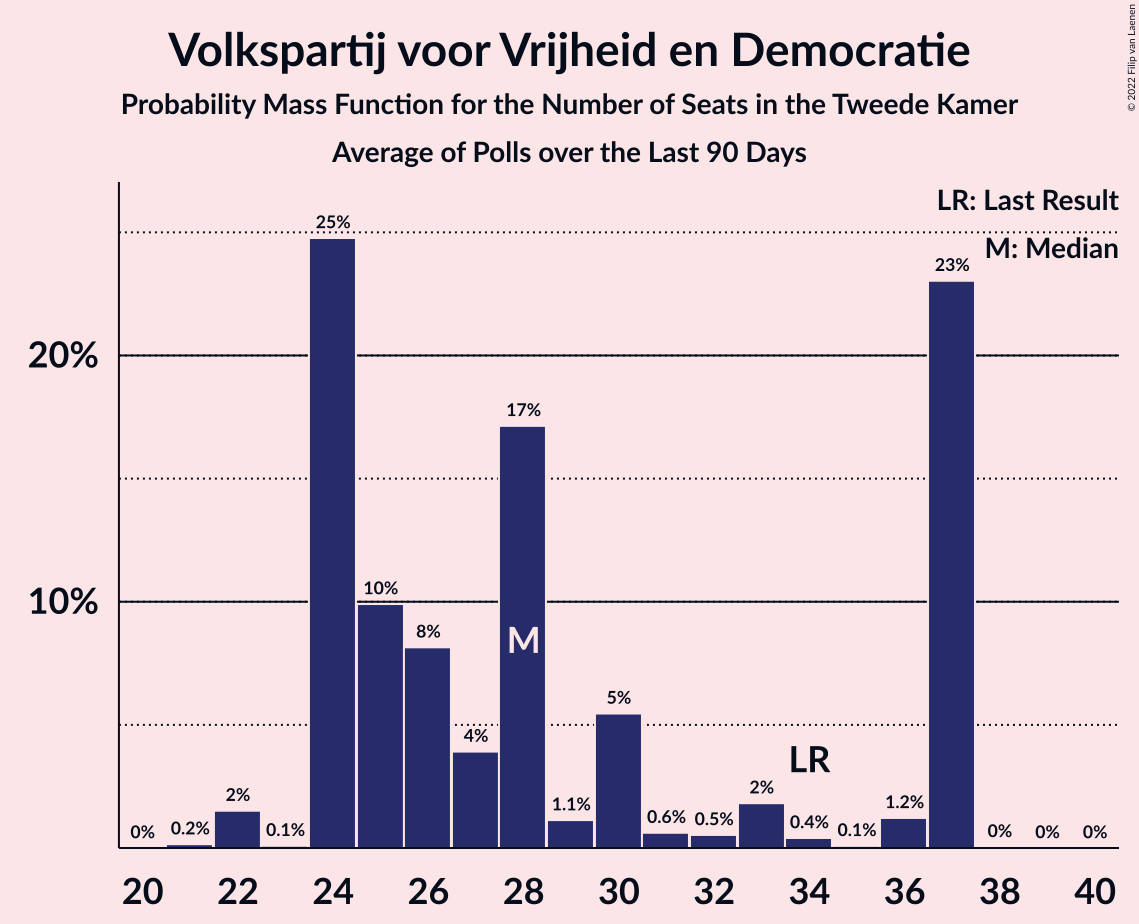 Volkspartij voor Vrijheid en Democratie
Probability Mass Function for the Number of Seats in the Tweede Kamer
Average of Polls over the Last 90 Days
© 2022 Filip van Laenen
LR: Last Result
M: Median
20%
10%
0%
0.2%
2%
0.1%
25%
10%
8%
4%
17%
1.1%
5%
0.6%
0.5%
2%
0.4%
0.1%
1.2%
23%
0%
0%
0%
M
LR
20 22 24 26 28 30 32 34 36 38 40